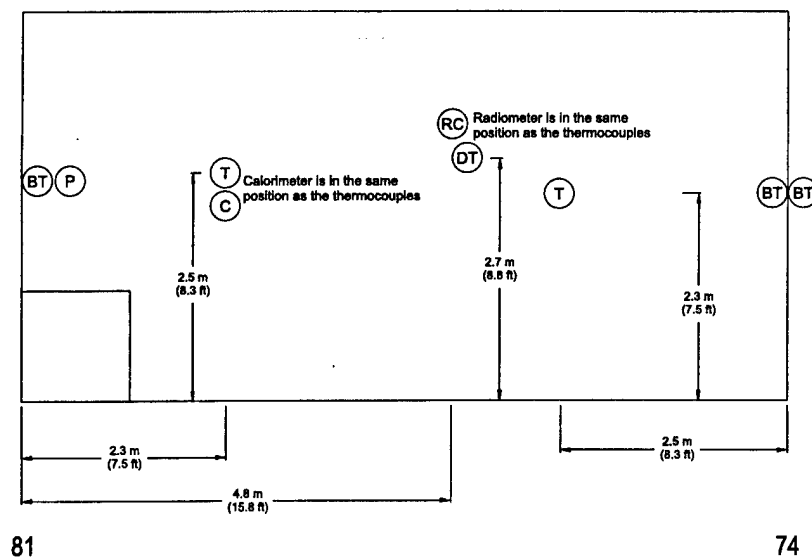 RC
Radiometer is in the same
position as the thermocouples
DT
BT
P
T
C
Calorimeter is in the same
position as the thermocouples
T
BT
BT
2.5 m
(8.3 ft)
2.7 m
(8.8 ft)
2.3 m
(7.5 ft)
2.3 m
(7.5 ft)
2.5 m
(8.3 ft)
4.8 m
(15.8 ft)
81
74